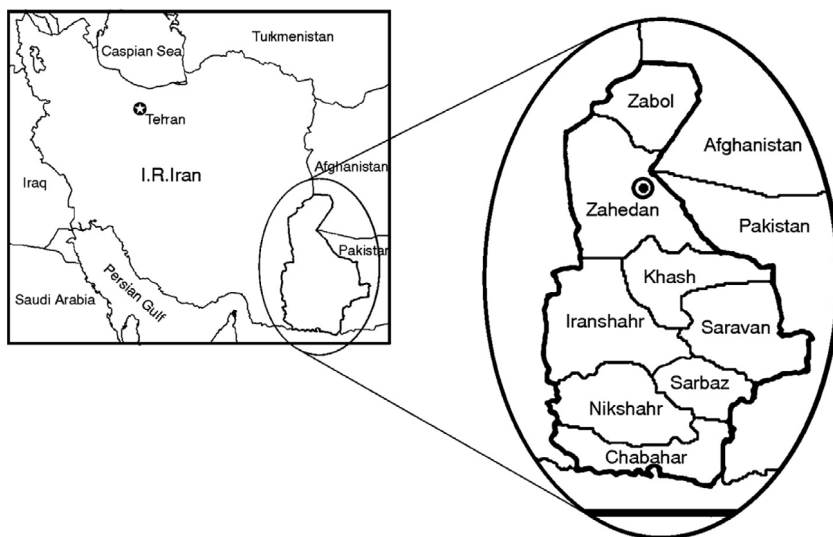 Caspian Sea
Turkmenistan
Tehran
I.R.Iran
Afghanistan
Iraq
Pakistan
Persian Gulf
Saudi Arabia
Zabol
Afghanistan
Zahedan
Pakistan
Khash
Iranshahr
Saravan
Sarbaz
Nikshahr
Chabahar